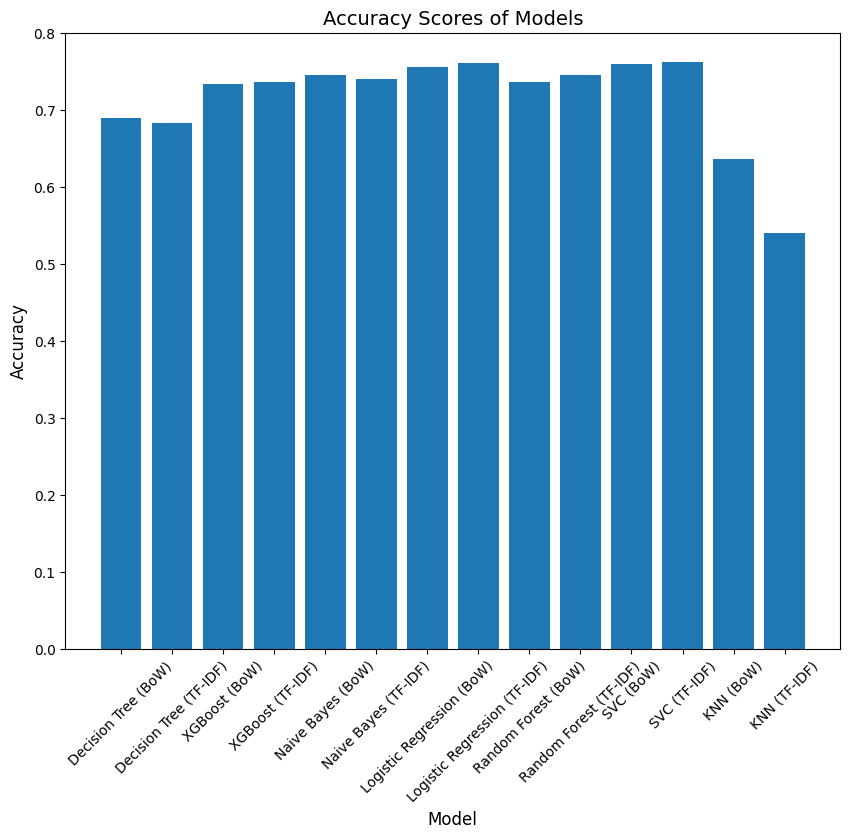 Accuracy Scores of Models
Accuracy
0.8
0.7
0.6
0.5
0.4
0.3
0.2
0.1
0.0
Decision Tree (BoW)
Decision Tree (TF-IDF)
XGBoost (BoW)
XGBoost (TF-IDF)
Naive Bayes (BoW)
Naive Bayes (TF-IDF)
Logistic Regression (BoW)
Logistic Regression (TF-IDF)
Random Forest (BoW)
Random Forest (TF-IDF)
SVC (BoW)
SVC (TF-IDF)
KNN (BoW)
KNN (TF-IDF)
Model